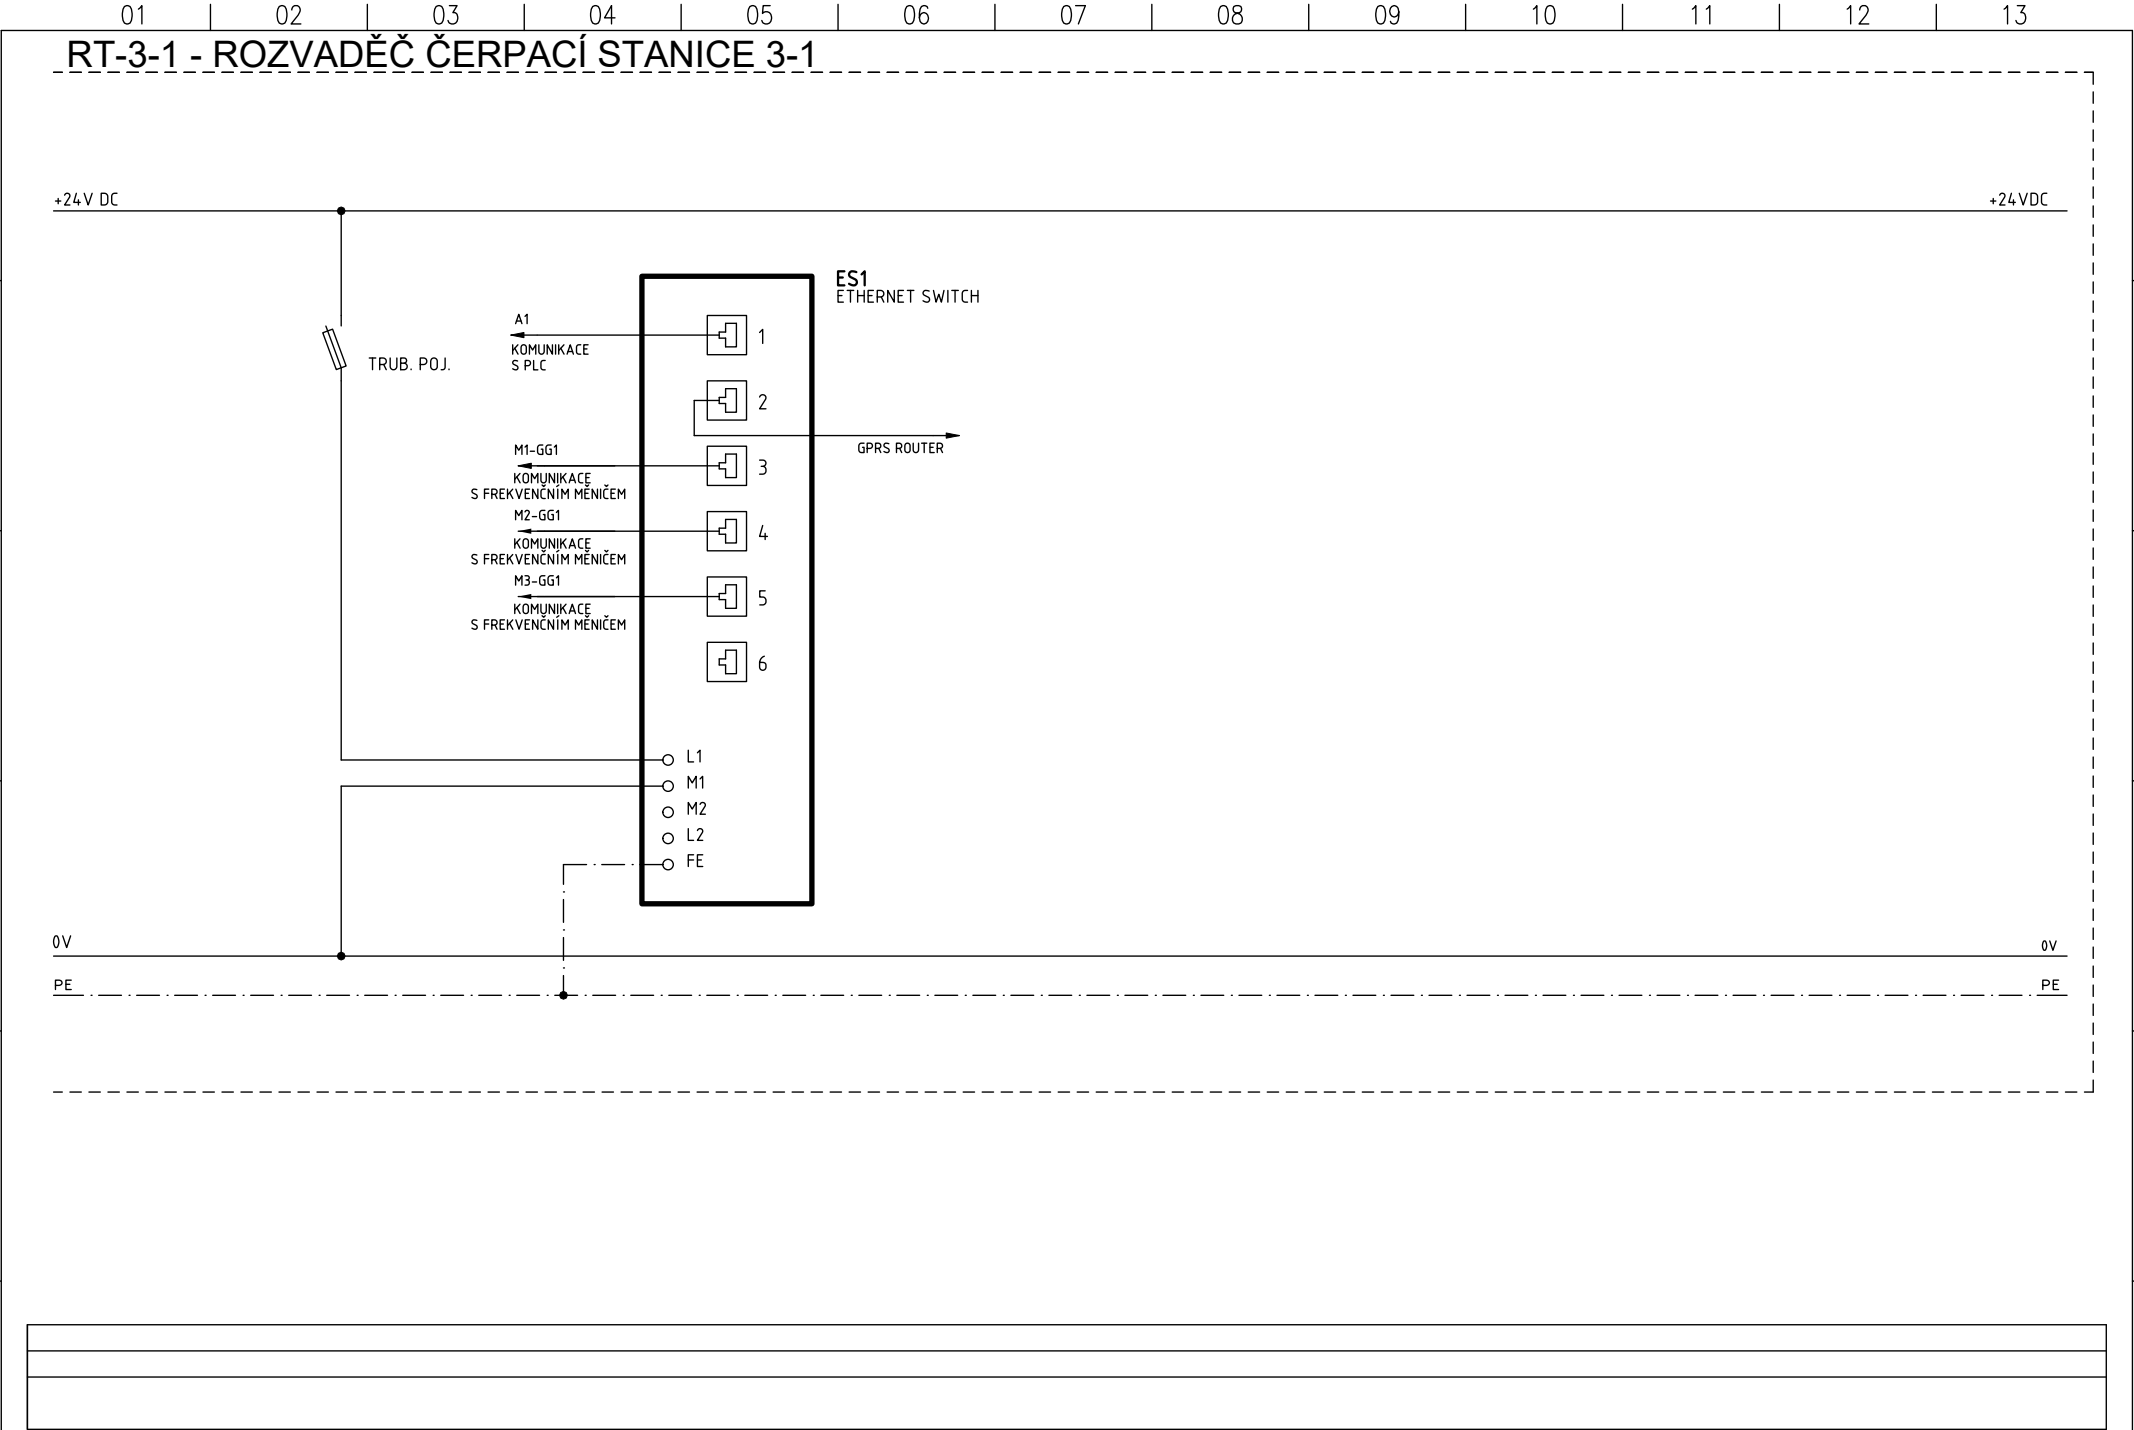 01 02 03 04 05 06 07 08 09 10 11 12 13
RT-3-1 - ROZVADĚČ ČERPACÍ STANICE 3-1
+24V DC
+24VDC
ES1
ETHERNET SWITCH
A1
1
KOMUNIKACE
S PLC
TRUB. POJ.
2
GPRS ROUTER
M1-GG1
3
KOMUNIKACE
S FREKVENČNÍM MĚNIČEM
M2-GG1
4
KOMUNIKACE
S FREKVENČNÍM MĚNIČEM
M3-GG1
5
KOMUNIKACE
S FREKVENČNÍM MĚNIČEM
6
L1
M1
M2
L2
FE
0V
0V
PE
PE